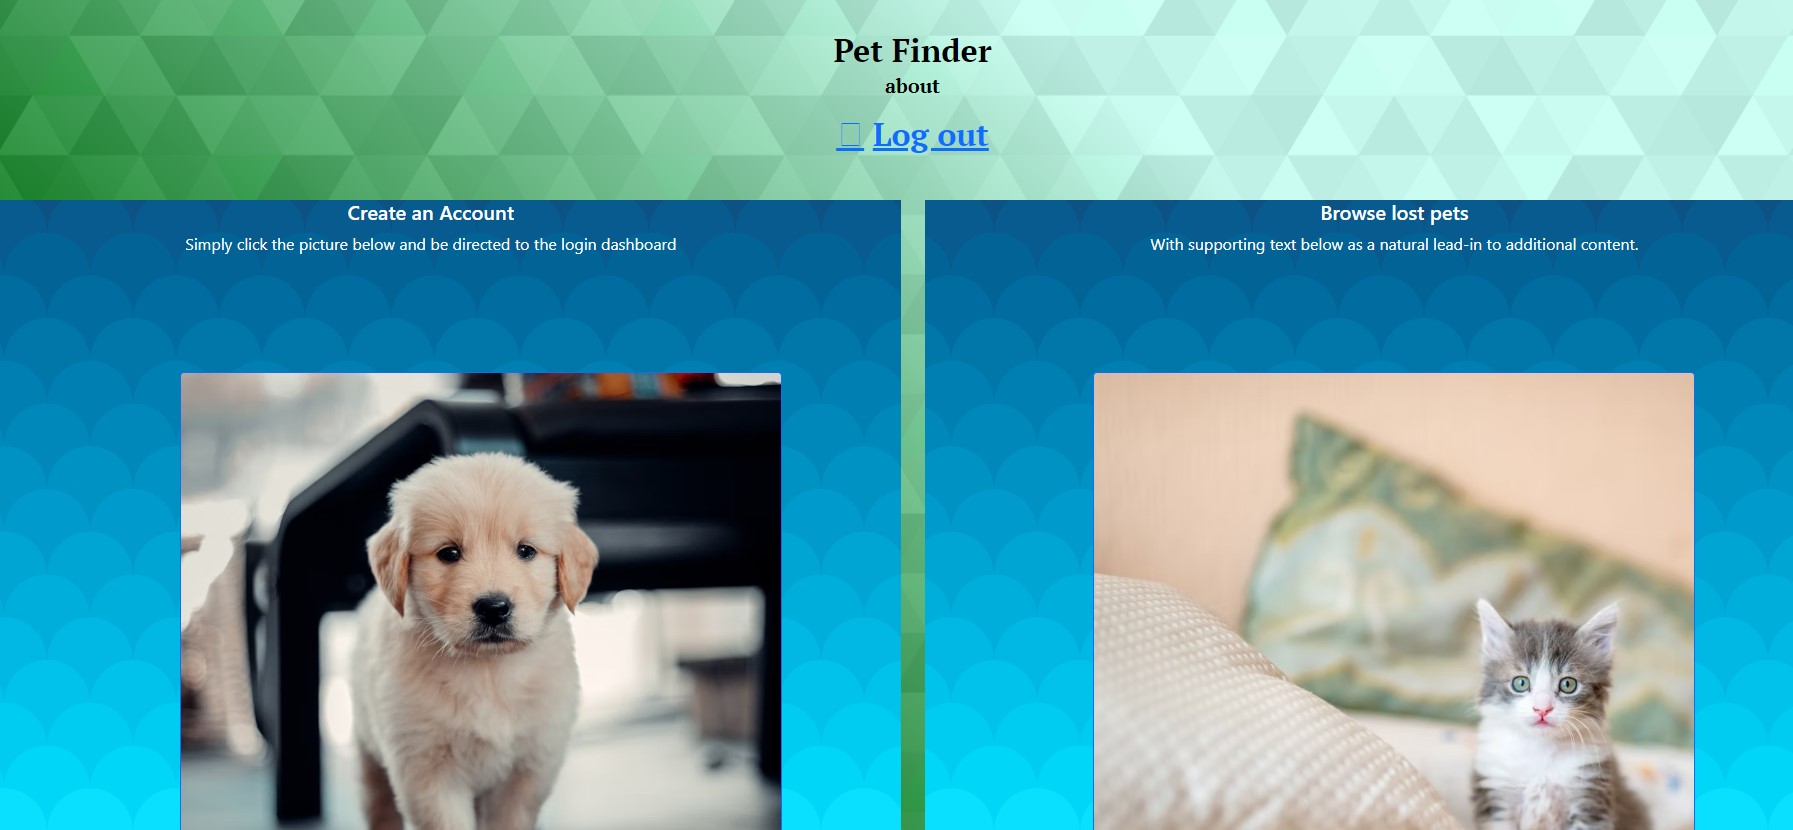 Pet Finder
about
Log out
Create an Account
Simply click the picture below and be directed to the login dashboard
Browse lost pets
With supporting text below as a natural lead-in to additional content.